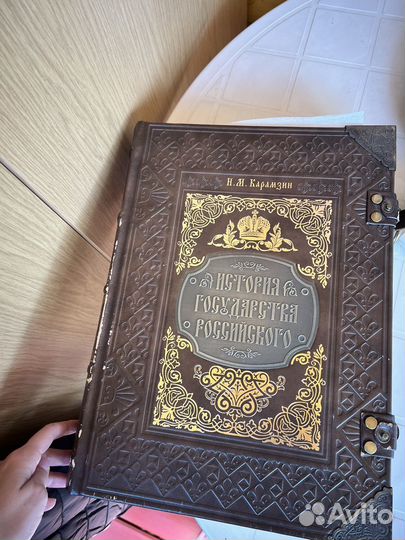 Н.М. Карамзин
ИСТОРИЯ
ГОСУДАРСТВА
РОССИЙСКОГО
Avito